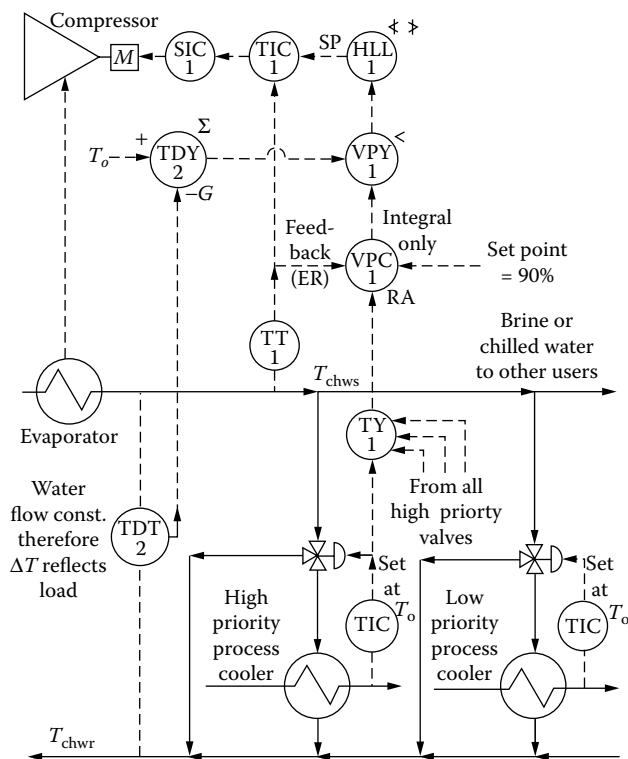 Compressor
M
SIC
1
TIC
1
SP
HLL
1
≮ ≯
+
Σ
Tₒ
TDY
2
–G
VPY
1
<
Integral
only
Feed-
back
(ER)
VPC
1
RA
Set point
= 90%
TT
1
T_chws
Brine or
chilled water
to other users
Evaporator
TY
1
From all
high priorty
valves
Water
flow const.
therefore
ΔT reflects
load
TDT
2
Set
at
Tₒ
High
priority
process
cooler
TIC
Set
at
Tₒ
Low
priority
process
cooler
TIC
T_chwr